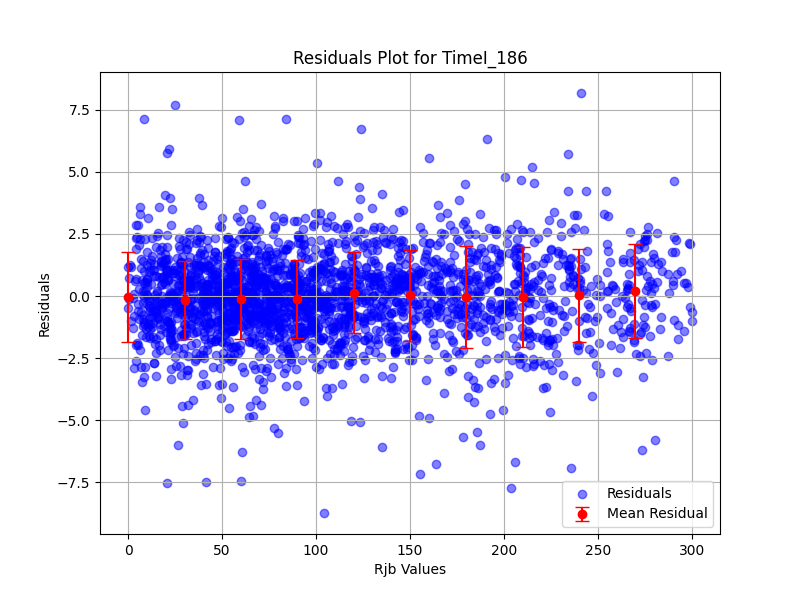 Residuals Plot for TimeI_186
7.5
5.0
2.5
0.0
−2.5
−5.0
−7.5
Residuals
0 50 100 150 200 250 300
Rjb Values
Residuals
Mean Residual